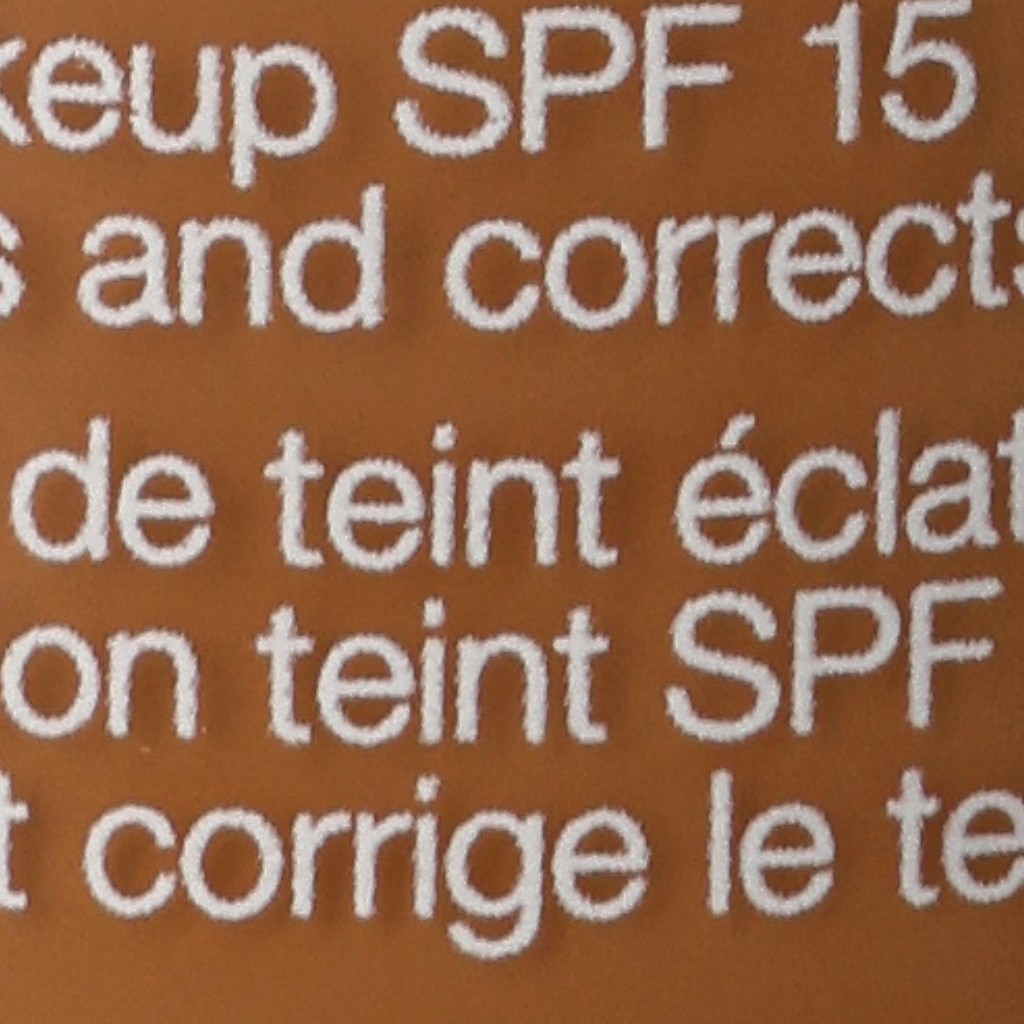 keup SPF 15
s and corrects
de teint éclat
on teint SPF
t corrige le te